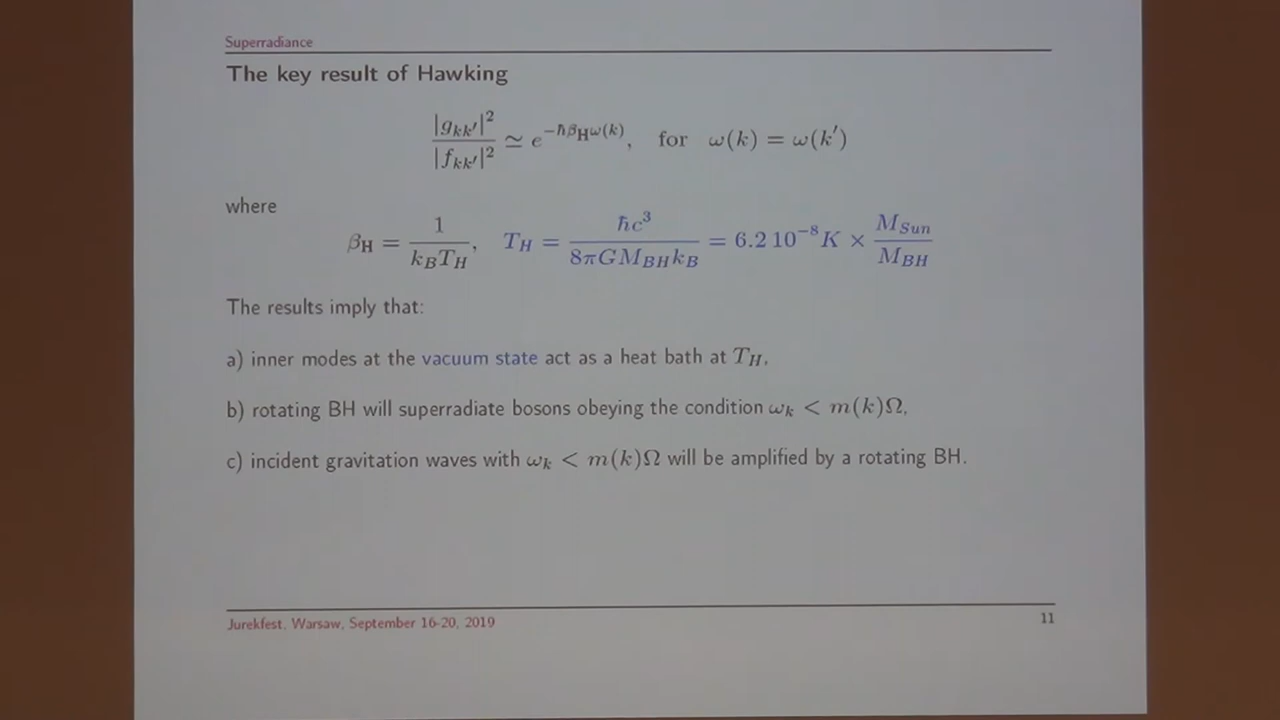 Superradiance
The key result of Hawking
|g_{kk'}|^2 / |f_{kk'}|^2 ≃ e^{-ħβ_H ω(k)}, for ω(k) = ω(k')
where
β_H = 1 / k_B T_H, T_H = ħc^3 / 8πGM_{BH}k_B = 6.2 10^{-8} K × M_{Sun} / M_{BH}
The results imply that:
a) inner modes at the vacuum state act as a heat bath at T_H,
b) rotating BH will superradiate bosons obeying the condition ω_k < m(k)Ω,
c) incident gravitation waves with ω_k < m(k)Ω will be amplified by a rotating BH.
Jurekfest, Warsaw, September 16-20, 2019
11